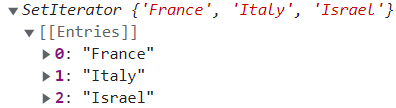 SetIterator {'France', 'Italy', 'Israel'}
[[Entries]]
0: "France"
1: "Italy"
2: "Israel"